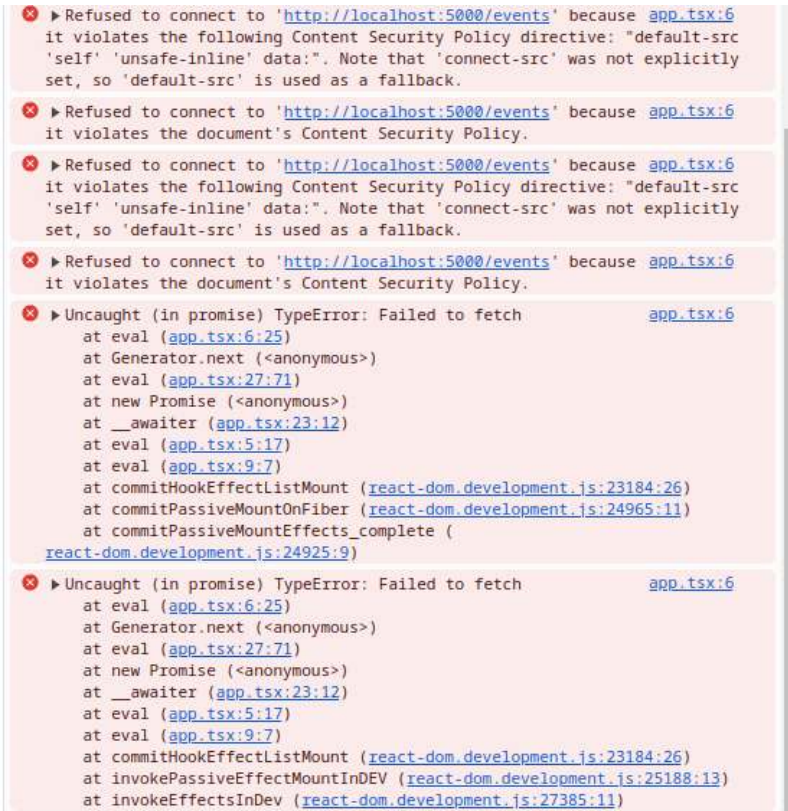 Refused to connect to 'http://localhost:5000/events' because app.tsx:6
it violates the following Content Security Policy directive: "default-src
'self' 'unsafe-inline' data:". Note that 'connect-src' was not explicitly
set, so 'default-src' is used as a fallback.
Refused to connect to 'http://localhost:5000/events' because app.tsx:6
it violates the document's Content Security Policy.
Refused to connect to 'http://localhost:5000/events' because app.tsx:6
it violates the following Content Security Policy directive: "default-src
'self' 'unsafe-inline' data:". Note that 'connect-src' was not explicitly
set, so 'default-src' is used as a fallback.
Refused to connect to 'http://localhost:5000/events' because app.tsx:6
it violates the document's Content Security Policy.
Uncaught (in promise) TypeError: Failed to fetch app.tsx:6
at eval (app.tsx:6:25)
at Generator.next (<anonymous>)
at eval (app.tsx:27:71)
at new Promise (<anonymous>)
at __awaiter (app.tsx:23:12)
at eval (app.tsx:5:17)
at eval (app.tsx:9:7)
at commitHookEffectListMount (react-dom.development.js:23184:26)
at commitPassiveMountOnFiber (react-dom.development.js:24965:11)
at commitPassiveMountEffects_complete (
react-dom.development.js:24925:9)
Uncaught (in promise) TypeError: Failed to fetch app.tsx:6
at eval (app.tsx:6:25)
at Generator.next (<anonymous>)
at eval (app.tsx:27:71)
at new Promise (<anonymous>)
at __awaiter (app.tsx:23:12)
at eval (app.tsx:5:17)
at eval (app.tsx:9:7)
at commitHookEffectListMount (react-dom.development.js:23184:26)
at invokePassiveEffectMountInDEV (react-dom.development.js:25188:13)
at invokeEffectsInDev (react-dom.development.js:27385:11)